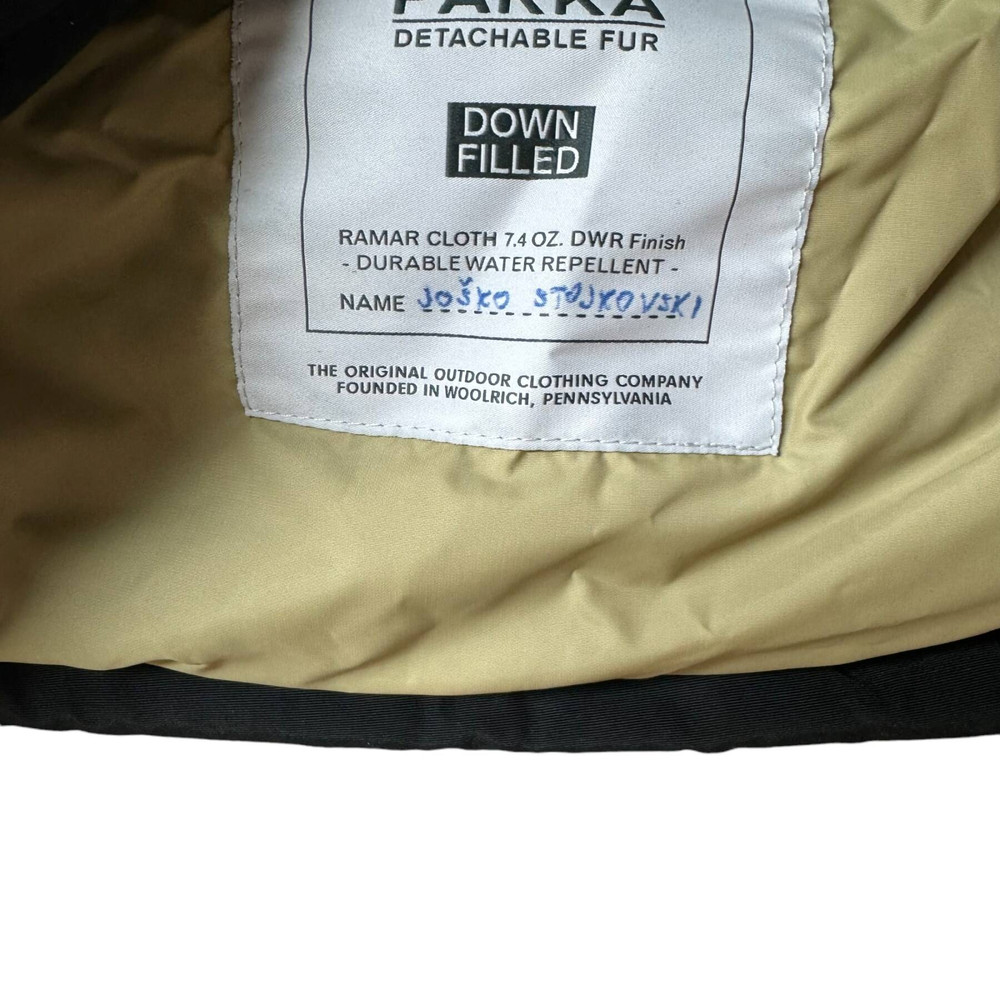 PARKA
DETACHABLE FUR
DOWN
FILLED
RAMAR CLOTH 7.4 OZ. DWR Finish
- DURABLE WATER REPELLENT -
NAME JOŠKO STOJKOVSKI
THE ORIGINAL OUTDOOR CLOTHING COMPANY
FOUNDED IN WOOLRICH, PENNSYLVANIA